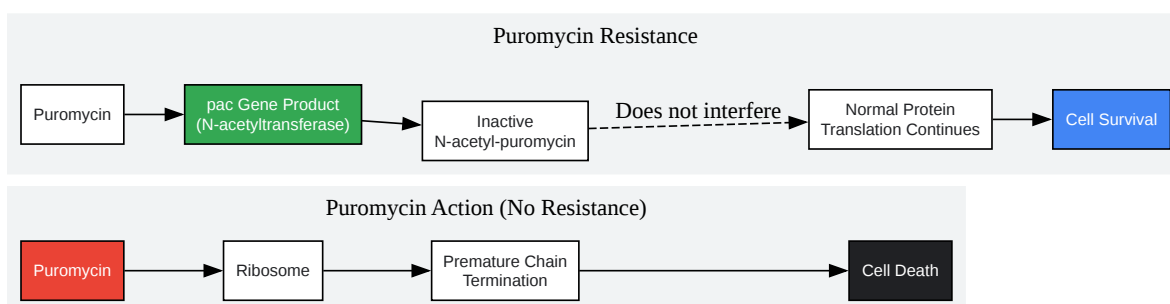 Puromycin Resistance
Puromycin
pac Gene Product
(N-acetyltransferase)
Inactive
N-acetyl-puromycin
Does not interfere
Normal Protein
Translation Continues
Cell Survival
Puromycin Action (No Resistance)
Puromycin
Ribosome
Premature Chain
Termination
Cell Death